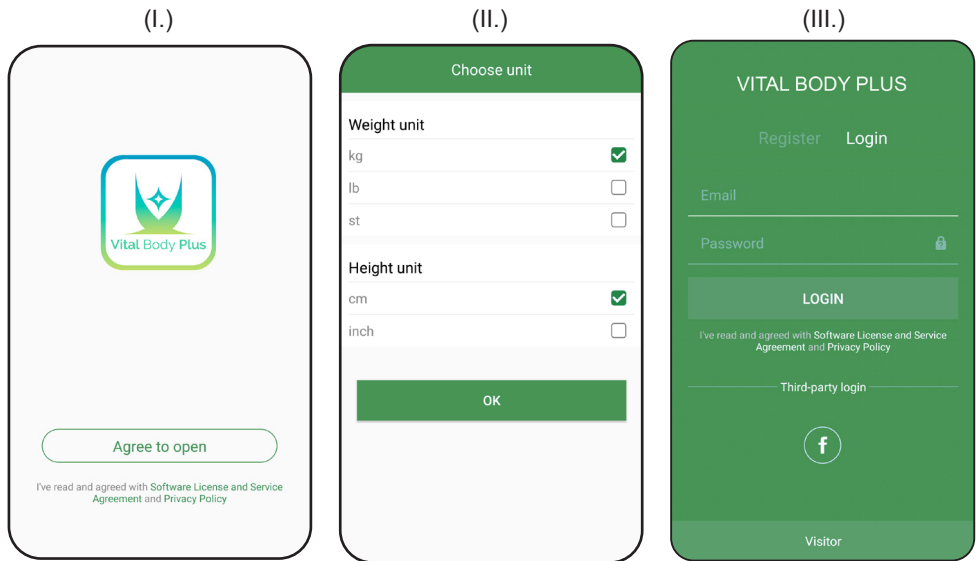 (I.)
Vital Body Plus
Agree to open
I've read and agreed with Software License and Service
Agreement and Privacy Policy
(II.)
Choose unit
Weight unit
kg
lb
st
Height unit
cm
inch
OK
(III.)
VITAL BODY PLUS
Register Login
Email
Password
LOGIN
I've read and agreed with Software License and Service
Agreement and Privacy Policy
Third-party login
f
Visitor